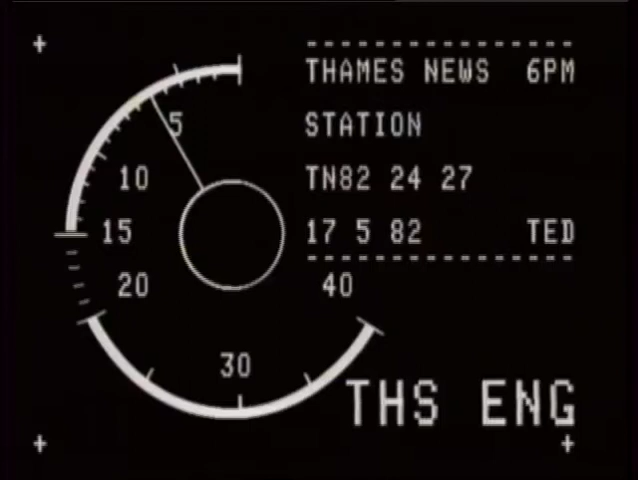 THAMES NEWS 6PM
STATION
TN82 24 27
17 5 82 TED
5
10
15
20
30
40
THS ENG